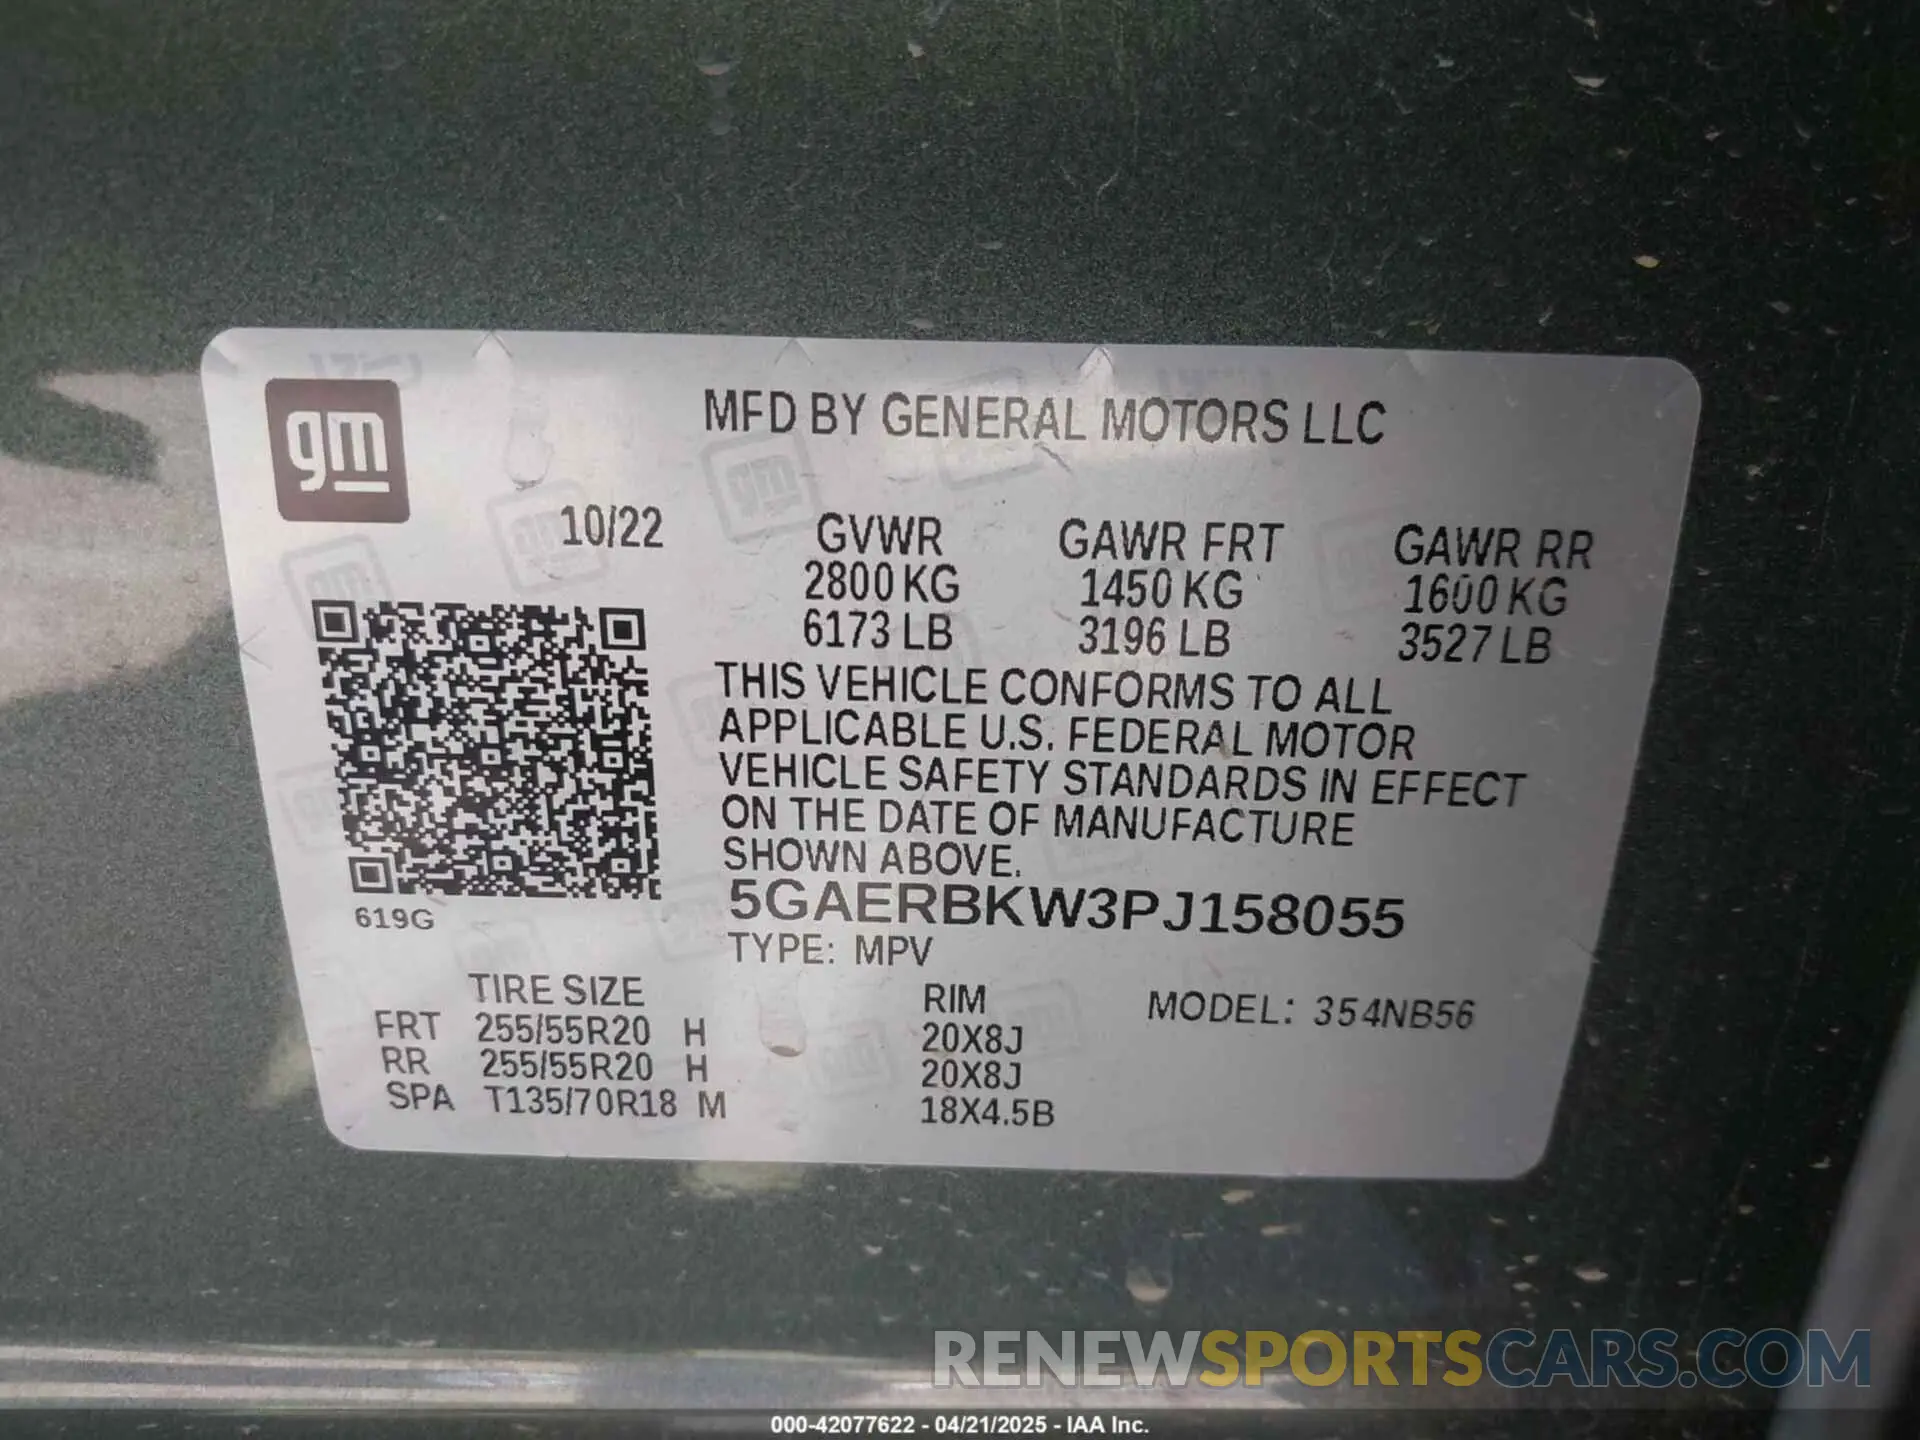 gm
MFD BY GENERAL MOTORS LLC
10/22
GVWR GAWR FRT GAWR RR
2800 KG 1450 KG 1600 KG
6173 LB 3196 LB 3527 LB
THIS VEHICLE CONFORMS TO ALL
APPLICABLE U.S. FEDERAL MOTOR
VEHICLE SAFETY STANDARDS IN EFFECT
ON THE DATE OF MANUFACTURE
SHOWN ABOVE.
5GAERBKW3PJ158055
619G
TYPE: MPV
TIRE SIZE RIM MODEL: 354NB56
FRT 255/55R20 H 20X8J
RR 255/55R20 H 20X8J
SPA T135/70R18 M 18X4.5B
RENEWSPORTSCARS.COM
000-42077622 - 04/21/2025 - IAA Inc.